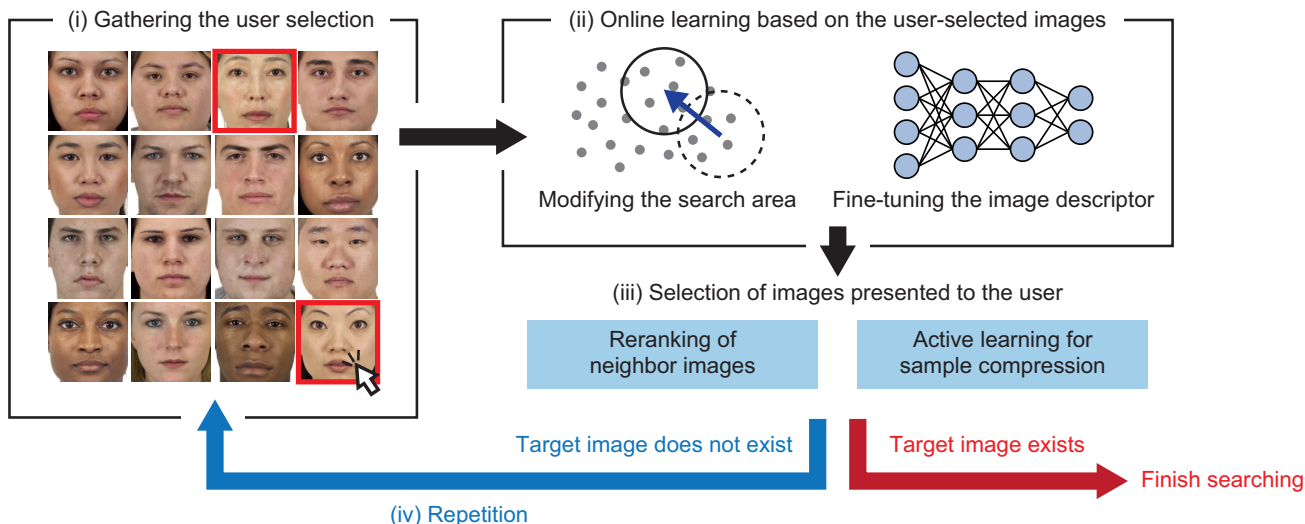 (i) Gathering the user selection
(ii) Online learning based on the user-selected images
Modifying the search area
Fine-tuning the image descriptor
(iii) Selection of images presented to the user
Reranking of
neighbor images
Active learning for
sample compression
Target image does not exist
Target image exists
Finish searching
(iv) Repetition